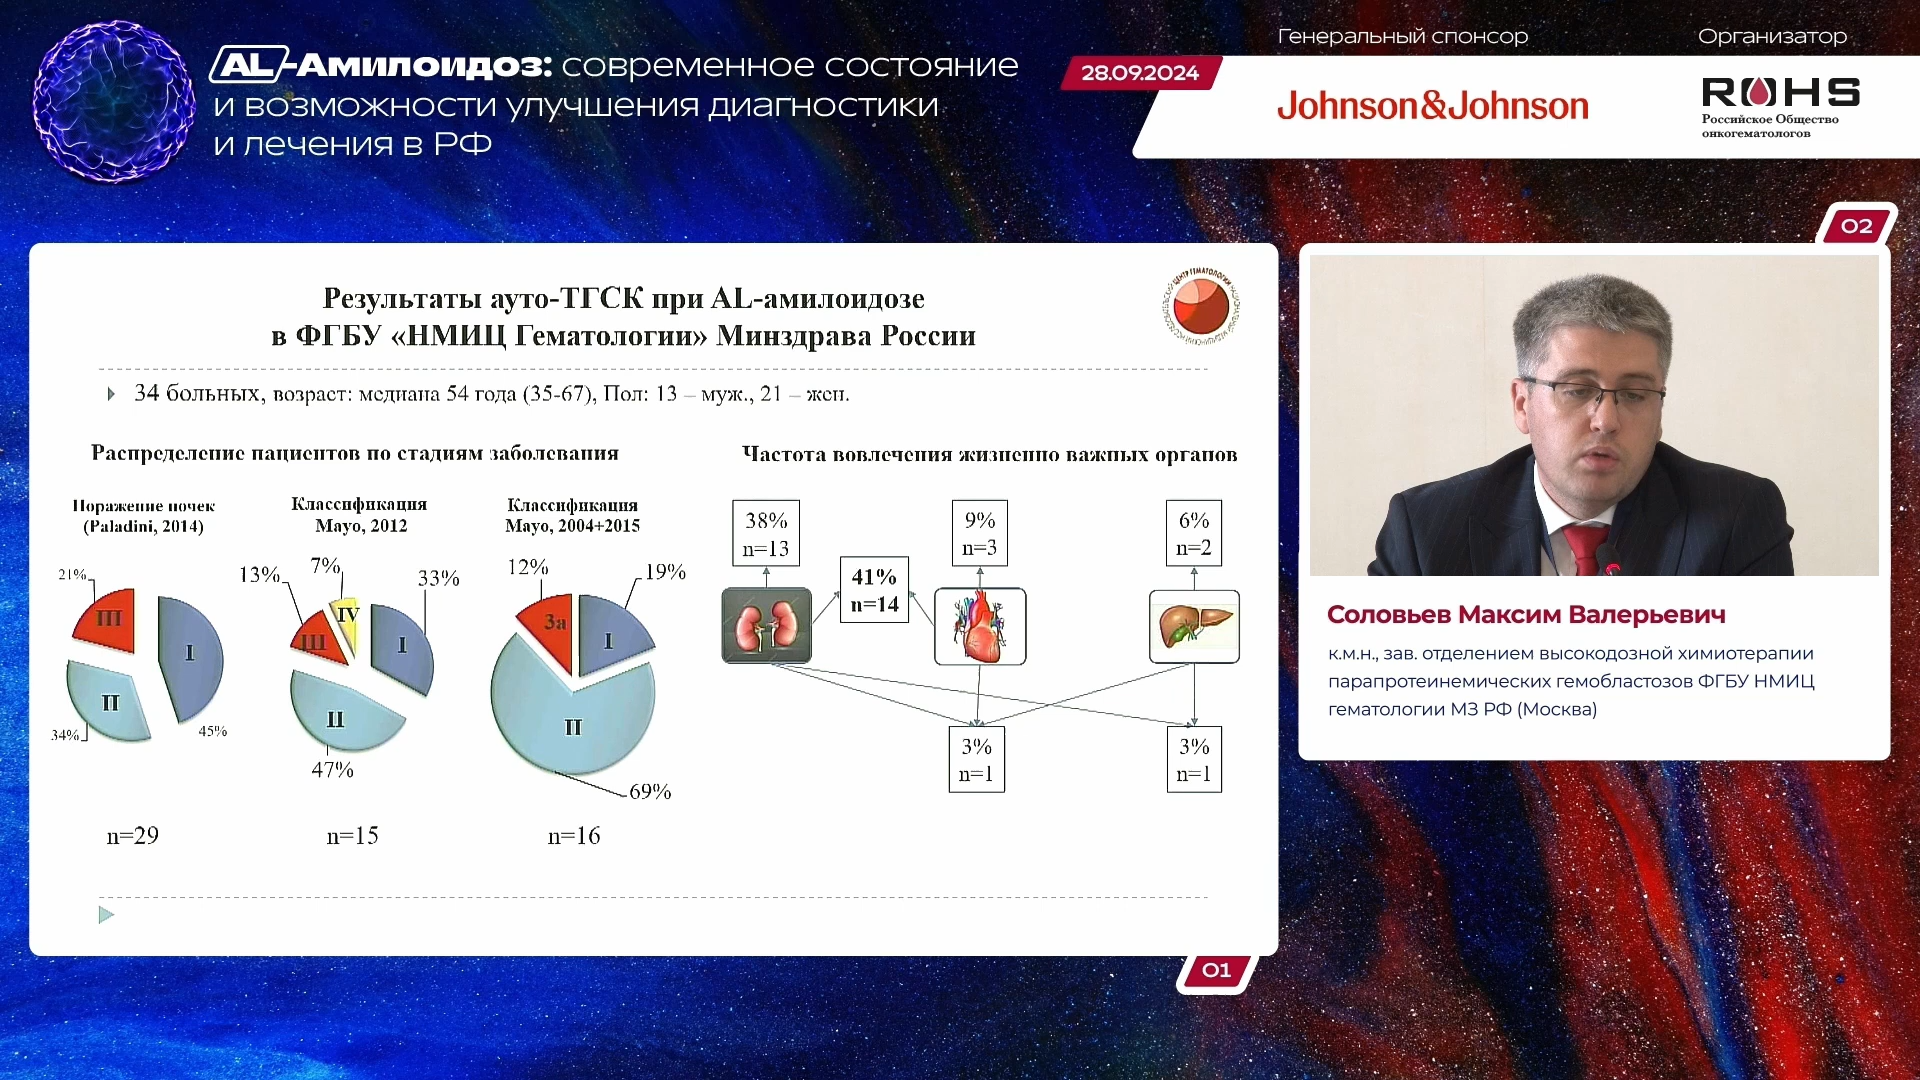 AL-Амилоидоз: современное состояние
и возможности улучшения диагностики
и лечения в РФ
28.09.2024
Генеральный спонсор
Johnson&Johnson
Организатор
ROHS
Российское Общество
онкогематологов
Результаты ауто-ТГСК при AL-амилоидозе
в ФГБУ «НМИЦ Гематологии» Минздрава России
34 больных, возраст: медиана 54 года (35-67), Пол: 13 – муж., 21 – жен.
Распределение пациентов по стадиям заболевания
Поражение почек
(Paladini, 2014)
21%
III
I
II
34%
45%
n=29
Классификация
Mayo, 2012
13%
7%
33%
IV
III
I
II
47%
n=15
Классификация
Mayo, 2004+2015
12%
19%
3a
I
II
69%
n=16
Частота вовлечения жизненно важных органов
38%
n=13
41%
n=14
9%
n=3
6%
n=2
3%
n=1
3%
n=1
01
02
Соловьев Максим Валерьевич
к.м.н., зав. отделением высокодозной химиотерапии
парапротеинемических гемобластозов ФГБУ НМИЦ
гематологии МЗ РФ (Москва)